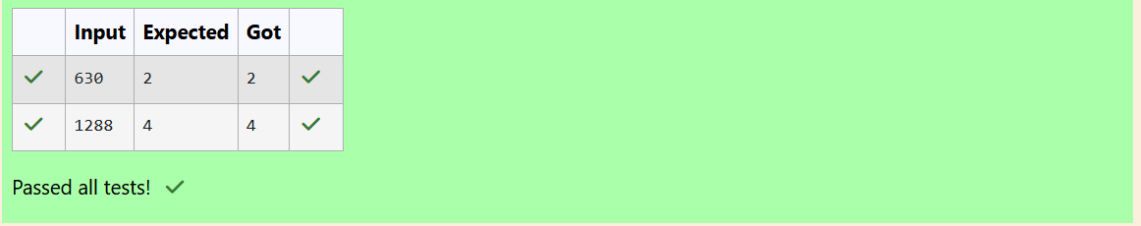 Input Expected Got
630 2 2
1288 4 4
Passed all tests!